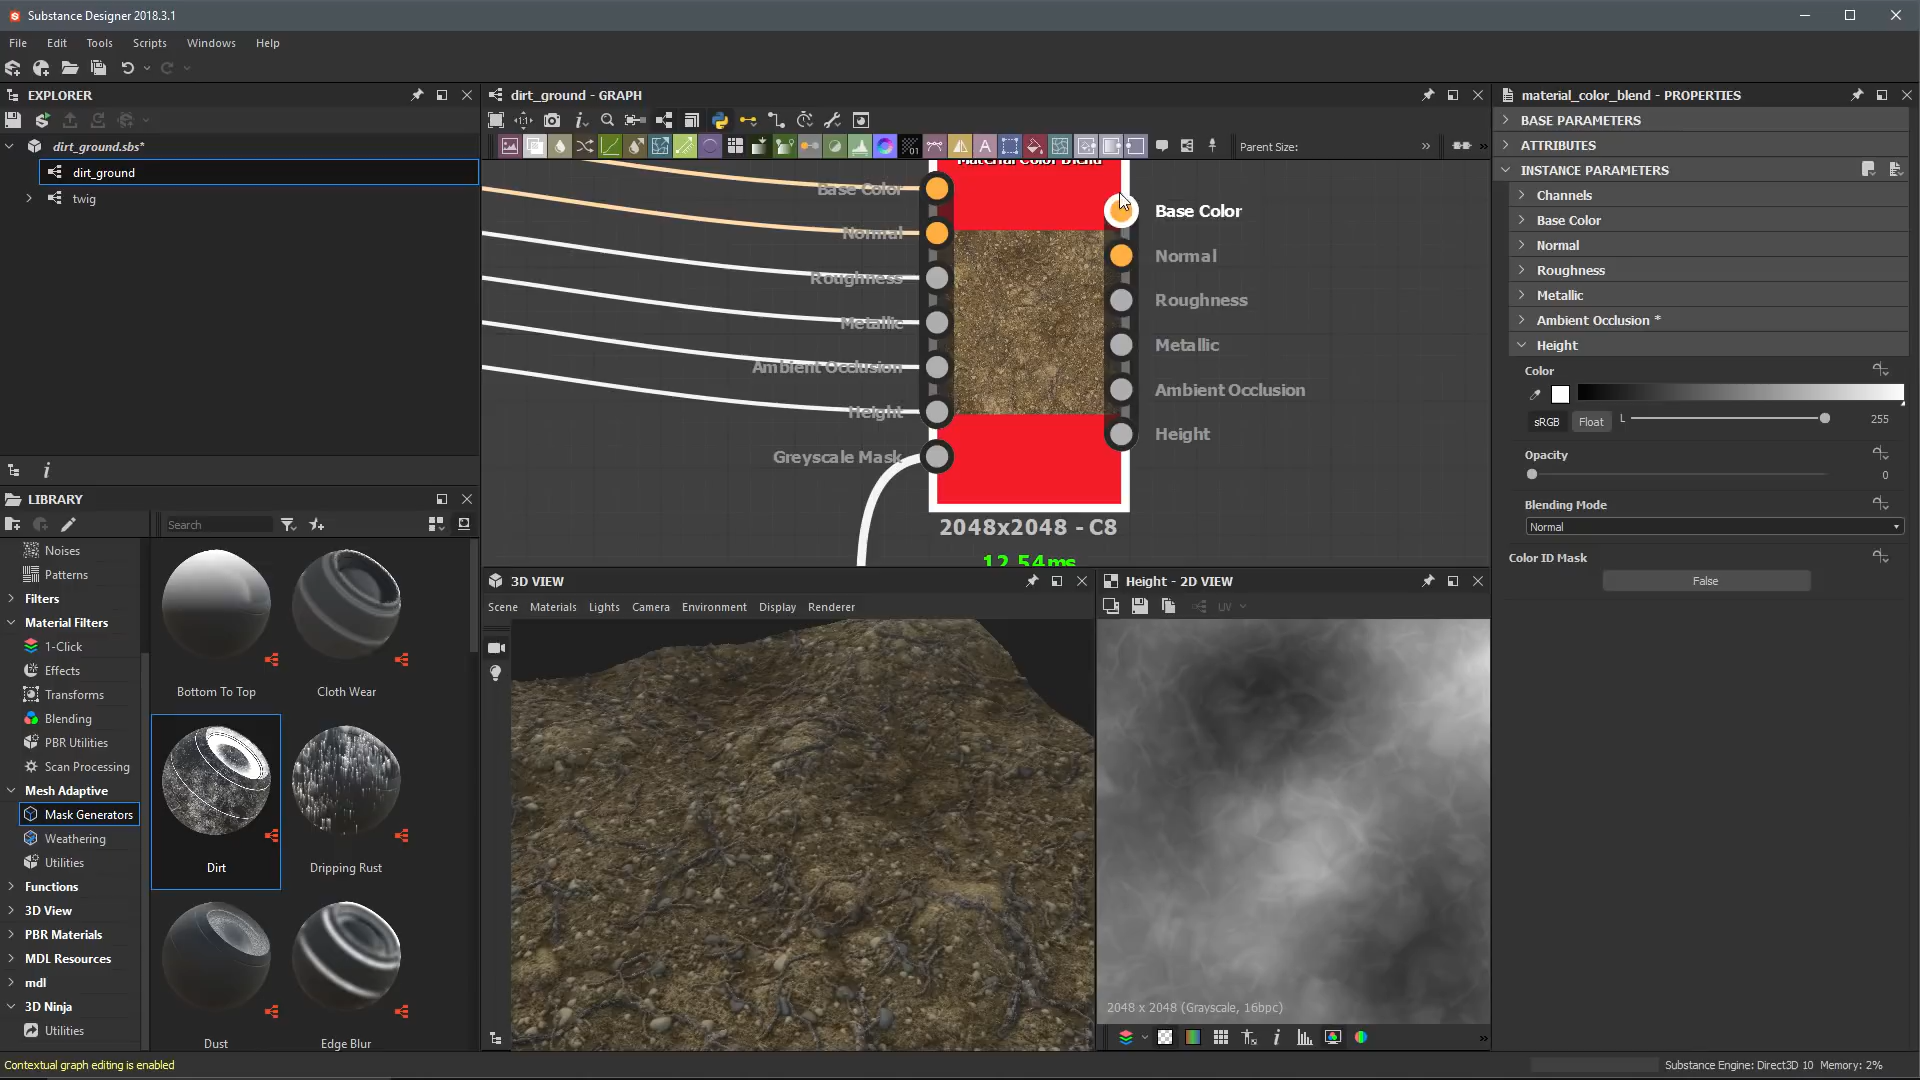 Substance Designer 2018.3.1
File Edit Tools Scripts Windows Help
EXPLORER
dirt_ground.sbs*
dirt_ground
twig
LIBRARY
Search
Noises
Patterns
Filters
Material Filters
1-Click
Effects
Transforms
Blending
PBR Utilities
Scan Processing
Mesh Adaptive
Mask Generators
Weathering
Utilities
Functions
3D View
PBR Materials
MDL Resources
mdl
3D Ninja
Utilities
Bottom To Top
Cloth Wear
Dirt
Dripping Rust
Dust
Edge Blur
Contextual graph editing is enabled
dirt_ground - GRAPH
Parent Size:
Material Color Blend
Base Color
Normal
Roughness
Metallic
Ambient Occlusion
Height
Greyscale Mask
Base Color
Normal
Roughness
Metallic
Ambient Occlusion
Height
2048x2048 - C8
12.54ms
3D VIEW
Scene Materials Lights Camera Environment Display Renderer
Height - 2D VIEW
UV
2048 x 2048 (Grayscale, 16bpc)
material_color_blend - PROPERTIES
BASE PARAMETERS
ATTRIBUTES
INSTANCE PARAMETERS
Channels
Base Color
Normal
Roughness
Metallic
Ambient Occlusion *
Height
Color
sRGB Float L 255
Opacity
0
Blending Mode
Normal
Color ID Mask
False
Substance Engine: Direct3D 10 Memory: 2%